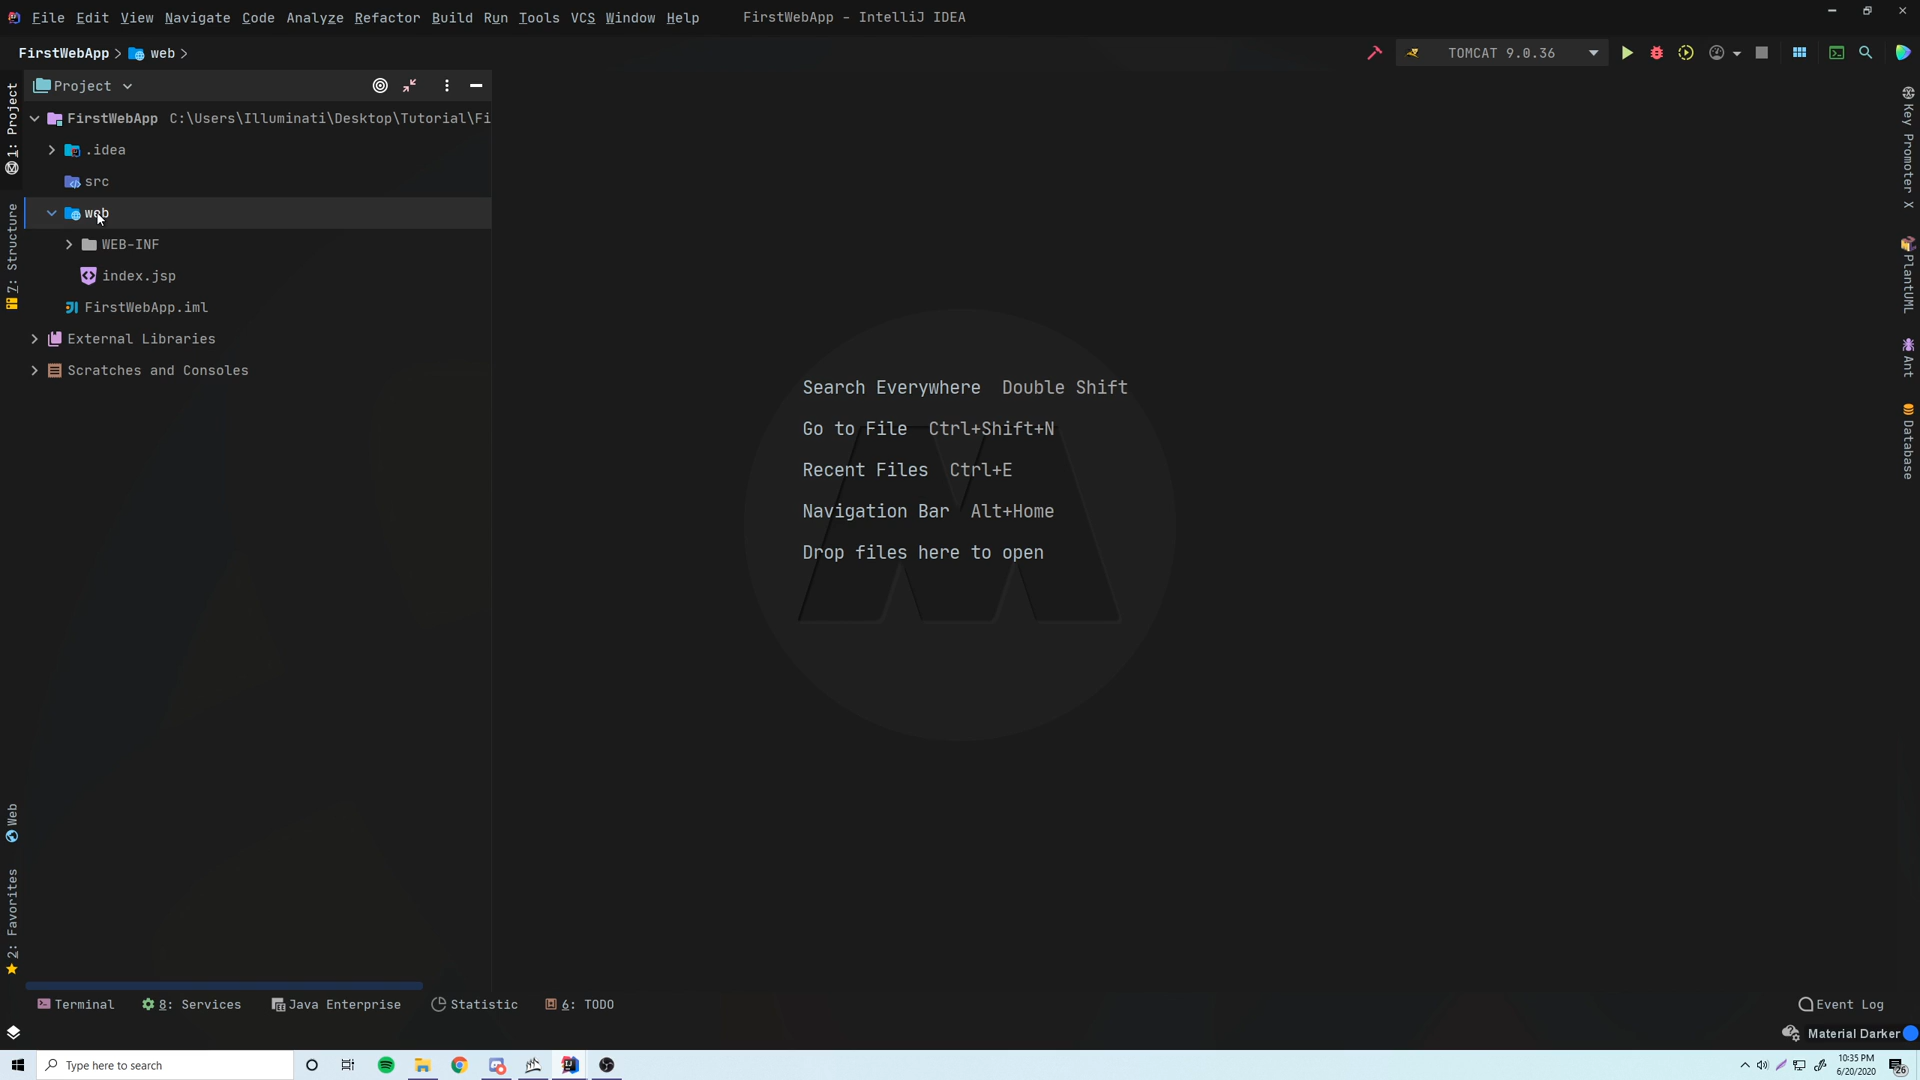 File Edit View Navigate Code Analyze Refactor Build Run Tools VCS Window Help FirstWebApp - IntelliJ IDEA
FirstWebApp web TOMCAT 9.0.36
Project
FirstWebApp C:\Users\Illuminati\Desktop\Tutorial\Fi
.idea
src
web
WEB-INF
index.jsp
FirstWebApp.iml
External Libraries
Scratches and Consoles
1: Project
7: Structure
Web
2: Favorites
Search Everywhere Double Shift
Go to File Ctrl+Shift+N
Recent Files Ctrl+E
Navigation Bar Alt+Home
Drop files here to open
Key Promoter X
PlantUML
Ant
Database
Terminal 8: Services Java Enterprise Statistic 6: TODO Event Log
Material Darker
Type here to search
10:35 PM
6/20/2020
26